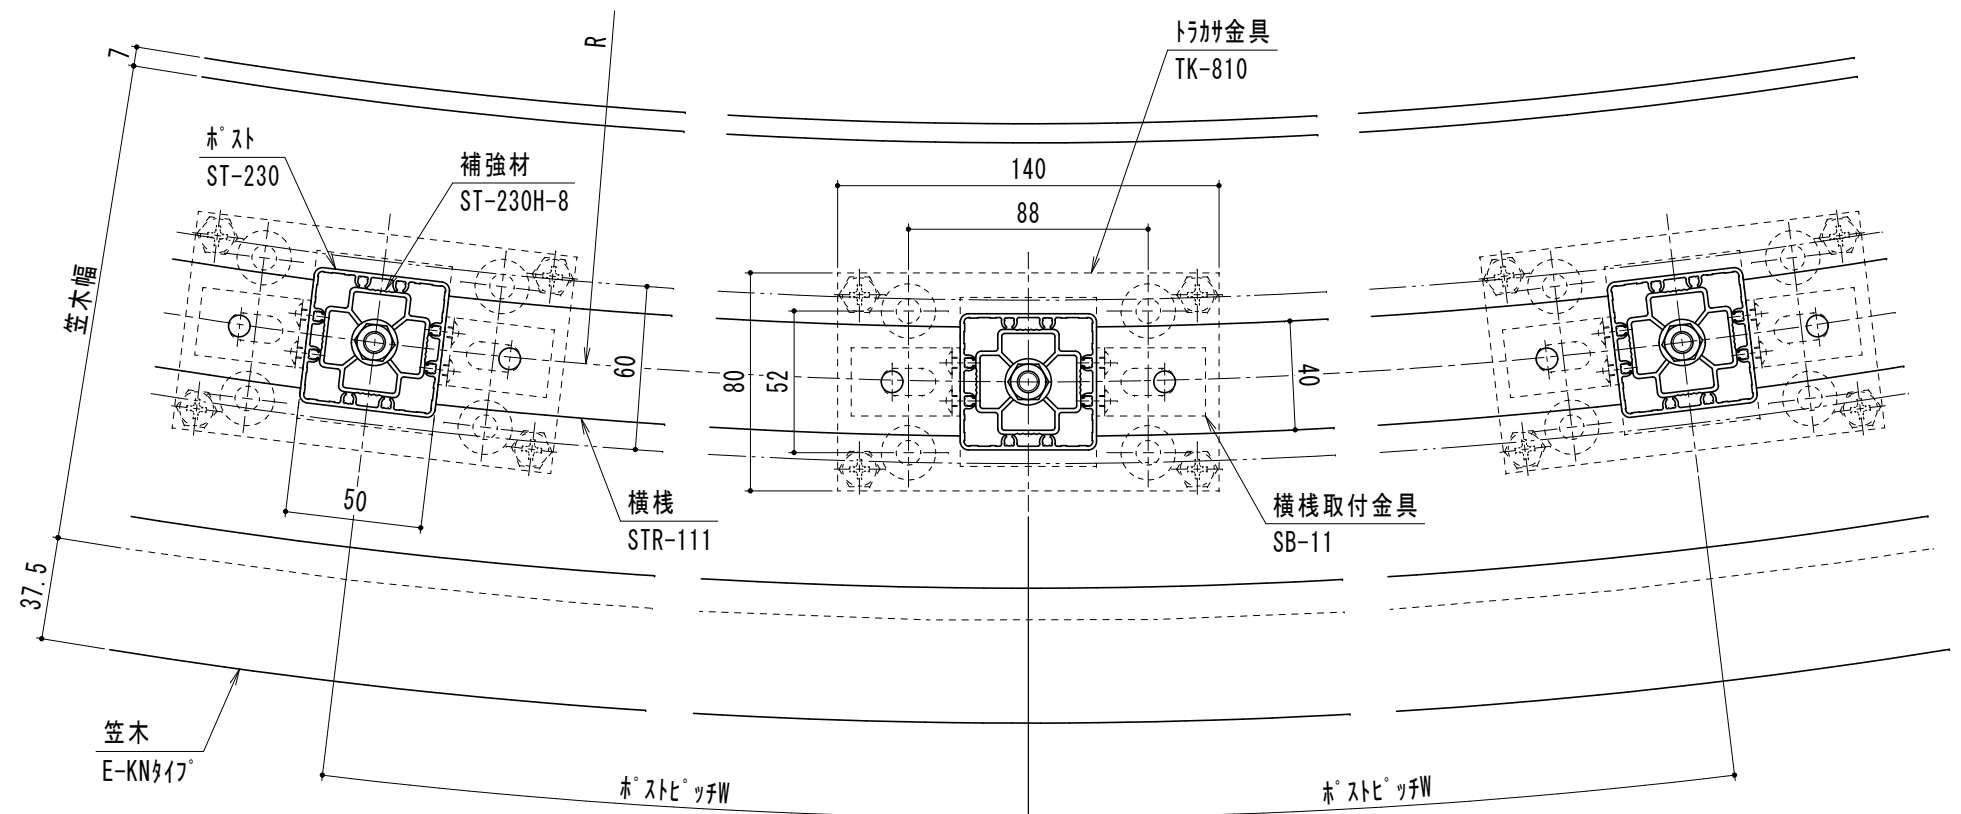 7
R
ﾄﾗｶｻ金具
TK-810
ﾎﾟｽﾄ
ST-230
補強材
ST-230H-8
140
88
笠木幅
60
80
52
40
50
横桟
STR-111
横桟取付金具
SB-11
37.5
笠木
E-KNﾀｲﾌﾟ
ﾎﾟｽﾄﾋﾟｯﾁW
ﾎﾟｽﾄﾋﾟｯﾁW